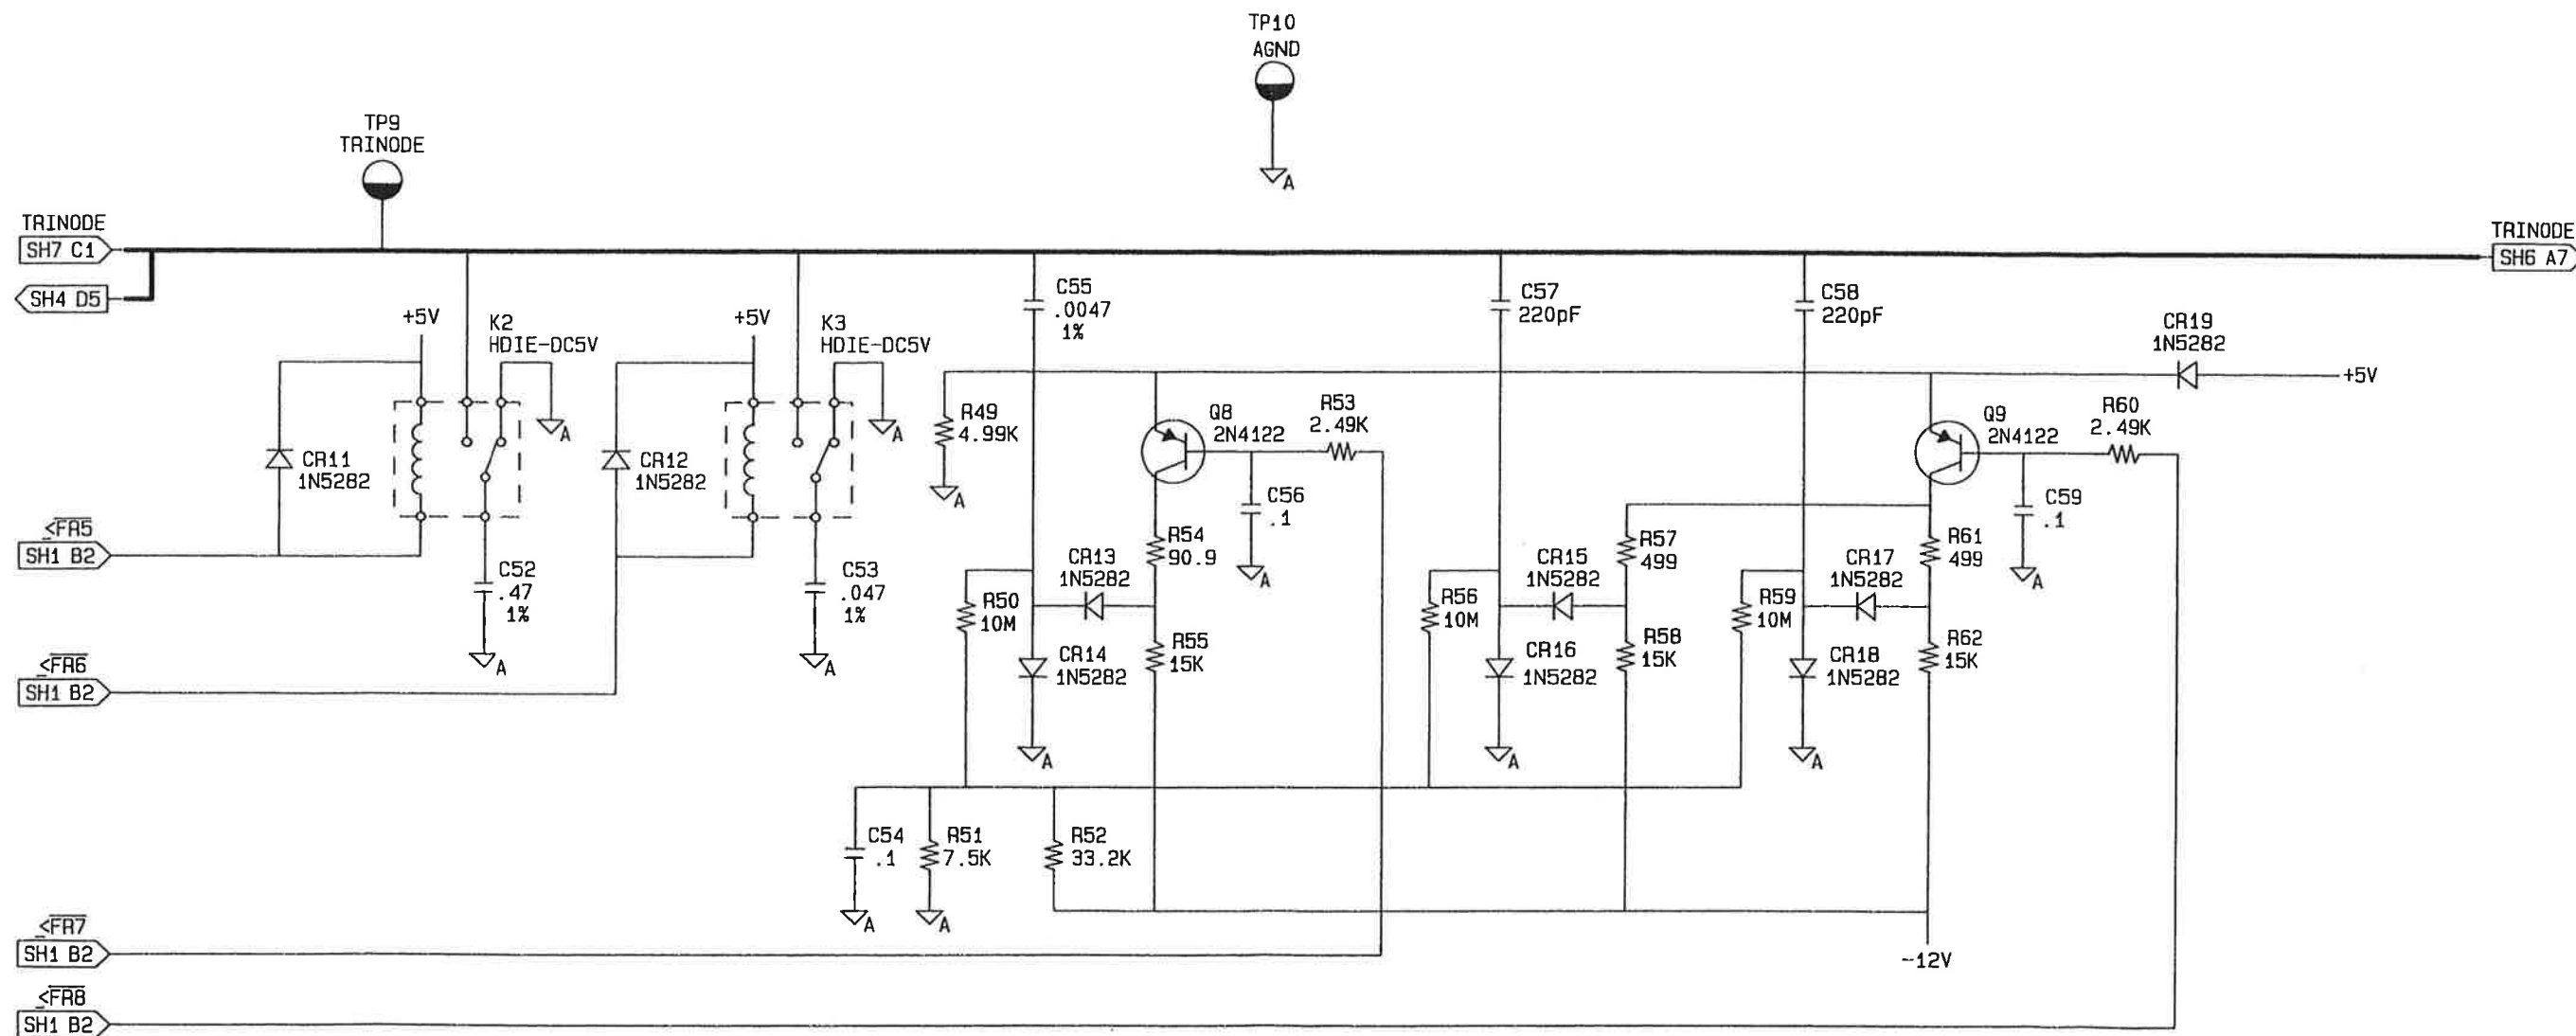 TP10
AGND
A
TP9
TRINODE
TRINODE
SH7 C1
SH4 D5
TRINODE
SH6 A7
+5V
K2
HDIE-DC5V
A
CR11
1N5282
+5V
K3
HDIE-DC5V
A
CR12
1N5282
C52
.47
1%
A
C53
.047
1%
A
<FR5
SH1 B2
<FR6
SH1 B2
C55
.0047
1%
C57
220pF
C58
220pF
CR19
1N5282
+5V
R49
4.99K
A
Q8
2N4122
R53
2.49K
C56
.1
A
Q9
2N4122
R60
2.49K
C59
.1
A
R54
90.9
R57
499
R61
499
CR13
1N5282
CR15
1N5282
CR17
1N5282
R50
10M
R56
10M
R59
10M
CR14
1N5282
A
R55
15K
CR16
1N5282
A
R58
15K
CR18
1N5282
A
R62
15K
C54
.1
A
R51
7.5K
A
R52
33.2K
-12V
<FR7
SH1 B2
<FR8
SH1 B2